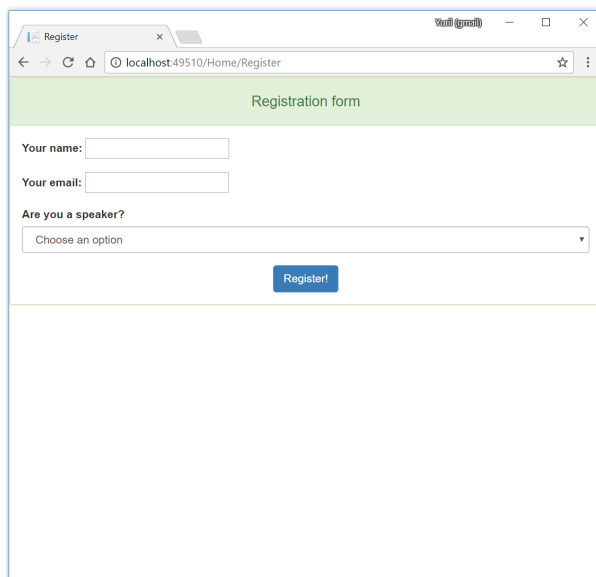 Yurii (gmail)
Register
localhost:49510/Home/Register
Registration form
Your name:
Your email:
Are you a speaker?
Choose an option
Register!